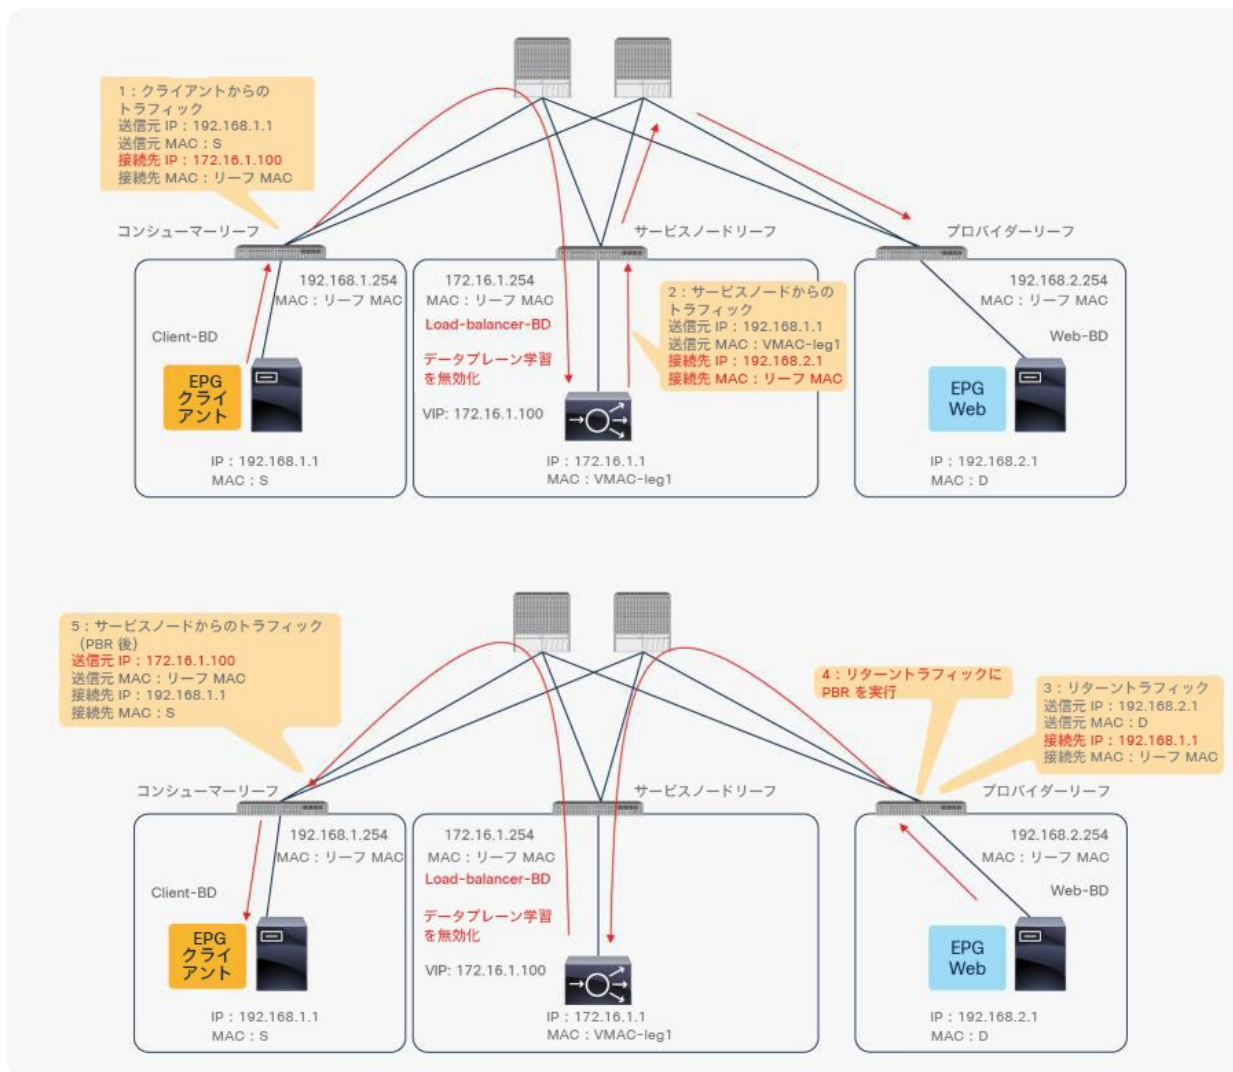 1：クライアントからの
トラフィック
送信元 IP：192.168.1.1
送信元 MAC：S
接続先 IP：172.16.1.100
接続先 MAC：リーフ MAC
コンシューマーリーフ
サービスノードリーフ
プロバイダーリーフ
192.168.1.254
MAC：リーフ MAC
Client-BD
EPG
クライ
アント
IP：192.168.1.1
MAC：S
172.16.1.254
MAC：リーフ MAC
Load-balancer-BD
データプレーン学習
を無効化
VIP: 172.16.1.100
IP：172.16.1.1
MAC：VMAC-leg1
2：サービスノードからの
トラフィック
送信元 IP：192.168.1.1
送信元 MAC：VMAC-leg1
接続先 IP：192.168.2.1
接続先 MAC：リーフ MAC
192.168.2.254
MAC：リーフ MAC
Web-BD
EPG
Web
IP：192.168.2.1
MAC：D
5：サービスノードからのトラフィック
（PBR 後）
送信元 IP：172.16.1.100
送信元 MAC：リーフ MAC
接続先 IP：192.168.1.1
接続先 MAC：S
4：リターントラフィックに
PBR を実行
3：リターントラフィック
送信元 IP：192.168.2.1
送信元 MAC：D
接続先 IP：192.168.1.1
接続先 MAC：リーフ MAC
コンシューマーリーフ
サービスノードリーフ
プロバイダーリーフ
192.168.1.254
MAC：リーフ MAC
Client-BD
EPG
クライ
アント
IP：192.168.1.1
MAC：S
172.16.1.254
MAC：リーフ MAC
Load-balancer-BD
データプレーン学習
を無効化
VIP: 172.16.1.100
IP：172.16.1.1
MAC：VMAC-leg1
192.168.2.254
MAC：リーフ MAC
Web-BD
EPG
Web
IP：192.168.2.1
MAC：D